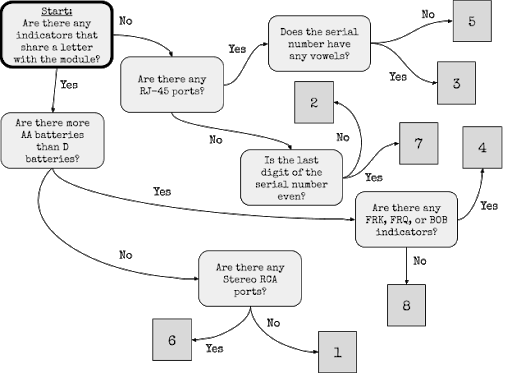 Start:
Are there any
indicators that
share a letter
with the module?
No
Are there any
RJ-45 ports?
Yes
Does the serial
number have
any vowels?
No
5
Yes
3
No
Is the last
digit of the
serial number
even?
No
2
Yes
7
Yes
Are there more
AA batteries
than D
batteries?
Yes
Are there any
FRK, FRQ, or BOB
indicators?
Yes
4
No
8
No
Are there any
Stereo RCA
ports?
Yes
6
No
1